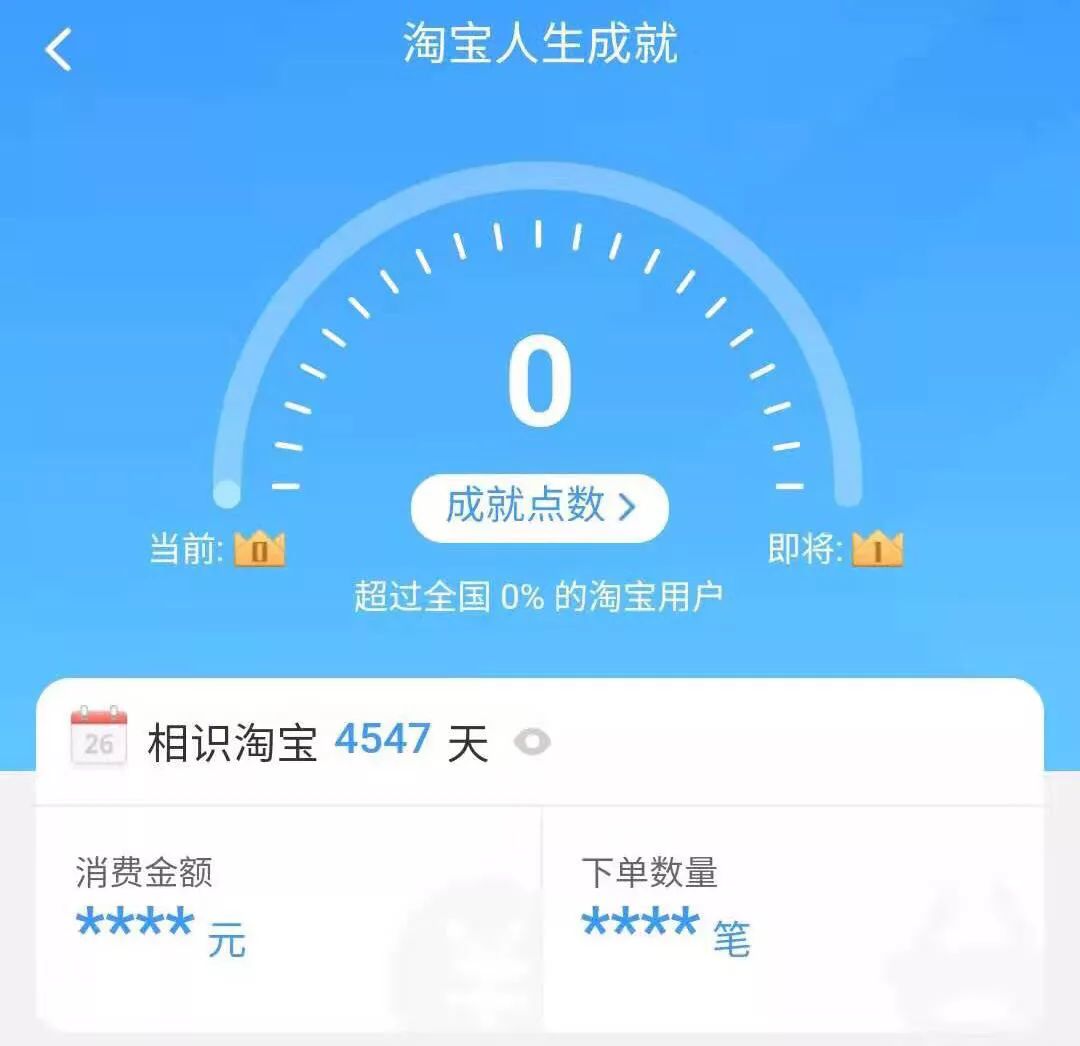 淘宝人生成就
0
成就点数
当前: 0
即将: 1
超过全国 0% 的淘宝用户
26
相识淘宝 4547 天
消费金额
**** 元
下单数量
**** 笔